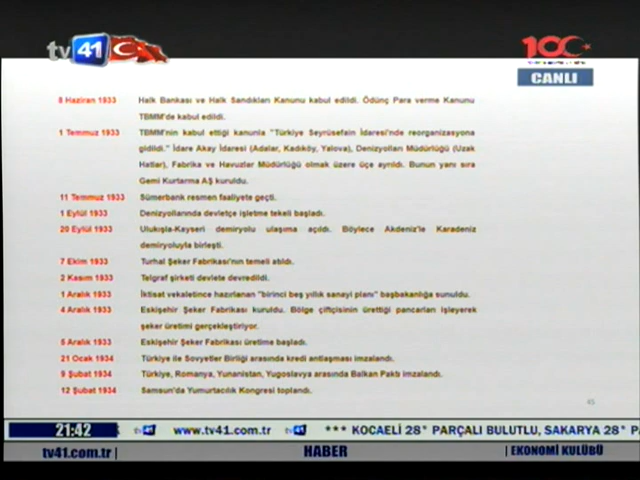 tv 41
100
CANLI
8 Haziran 1933 Halk Bankası ve Halk Sandıkları Kanunu kabul edildi. Ödünç Para verme Kanunu
TBMM'de kabul edildi.
1 Temmuz 1933 TBMM'nin kabul ettiği kanunla "Türkiye Seyrüsefain İdaresi'nde reorganizasyona
gidildi." İdare Akay İdaresi (Adalar, Kadıköy, Yalova), Denizyolları Müdürlüğü (Uzak
Hatlar), Fabrika ve Havuzlar Müdürlüğü olmak üzere üçe ayrıldı. Bunun yanı sıra
Gemi Kurtarma AŞ kuruldu.
11 Temmuz 1933 Sümerbank resmen faaliyete geçti.
1 Eylül 1933 Denizyollarında devletçe işletme tekeli başladı.
20 Eylül 1933 Ulukışla-Kayseri demiryolu ulaşıma açıldı. Böylece Akdeniz'le Karadeniz
demiryoluyla birleşti.
7 Ekim 1933 Turhal Şeker Fabrikası'nın temeli atıldı.
2 Kasım 1933 Telgraf şirketi devlete devredildi.
1 Aralık 1933 İktisat vekaletince hazırlanan "birinci beş yıllık sanayi planı" başbakanlığa sunuldu.
4 Aralık 1933 Eskişehir Şeker Fabrikası kuruldu. Bölge çiftçisinin ürettiği pancarları işleyerek
şeker üretimi gerçekleştiriyor.
5 Aralık 1933 Eskişehir Şeker Fabrikası üretime başladı.
21 Ocak 1934 Türkiye ile Sovyetler Birliği arasında kredi antlaşması imzalandı.
9 Şubat 1934 Türkiye, Romanya, Yunanistan, Yugoslavya arasında Balkan Paktı imzalandı.
12 Şubat 1934 Samsun'da Yumurtacılık Kongresi toplandı.
45
21:42 tv41 www.tv41.com.tr tv41 *** KOCAELİ 28° PARÇALI BULUTLU, SAKARYA 28° PA
tv41.com.tr | HABER | EKONOMİ KULÜBÜ